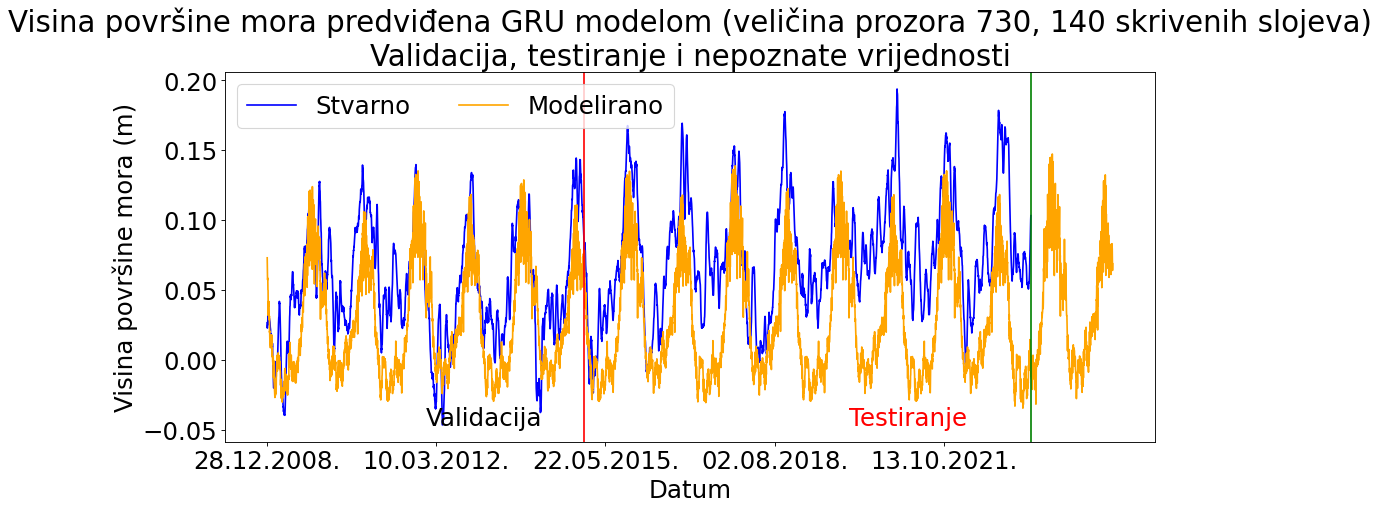 Visina površine mora predviđena GRU modelom (veličina prozora 730, 140 skrivenih slojeva)
Validacija, testiranje i nepoznate vrijednosti
Stvarno
Modelirano
Visina površine mora (m)
0.20
0.15
0.10
0.05
0.00
−0.05
Validacija
Testiranje
28.12.2008.
10.03.2012.
22.05.2015.
02.08.2018.
13.10.2021.
Datum